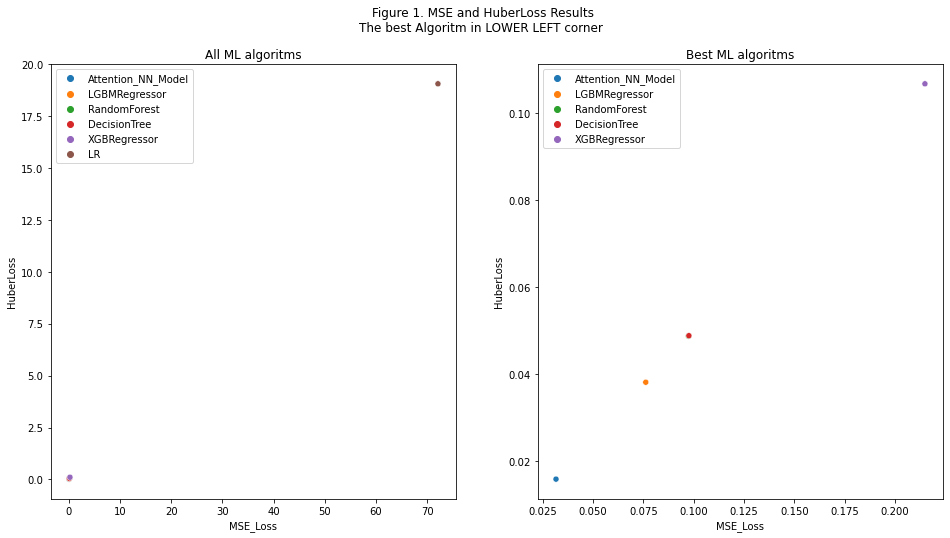 Figure 1. MSE and HuberLoss Results
The best Algoritm in LOWER LEFT corner
All ML algoritms
20.0
17.5
15.0
12.5
10.0
7.5
5.0
2.5
0.0
HuberLoss
Attention_NN_Model
LGBMRegressor
RandomForest
DecisionTree
XGBRegressor
LR
0
10
20
30
40
50
60
70
MSE_Loss
Best ML algoritms
0.10
0.08
0.06
0.04
0.02
HuberLoss
Attention_NN_Model
LGBMRegressor
RandomForest
DecisionTree
XGBRegressor
0.025
0.050
0.075
0.100
0.125
0.150
0.175
0.200
MSE_Loss